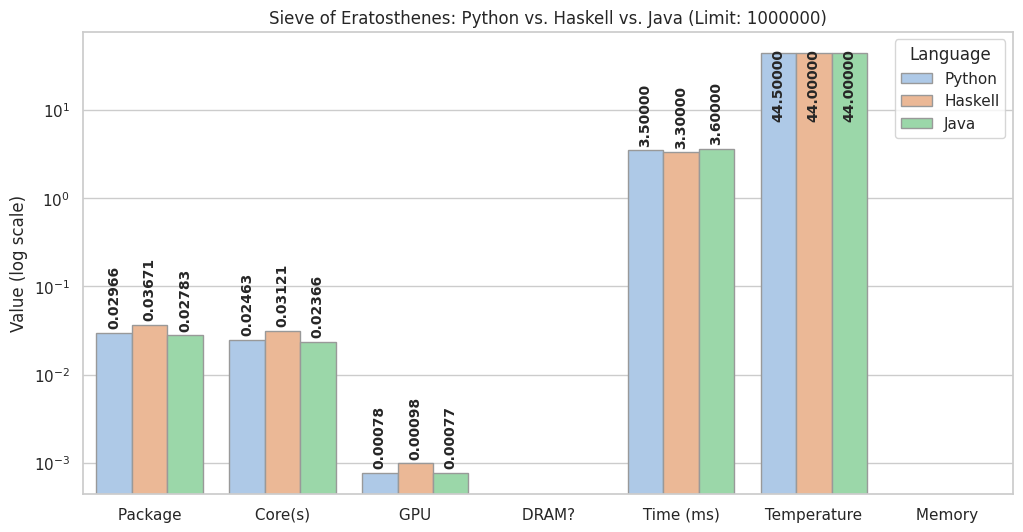 Sieve of Eratosthenes: Python vs. Haskell vs. Java (Limit: 1000000)
Language
Python
Haskell
Java
Value (log scale)
10¹
10⁰
10⁻¹
10⁻²
10⁻³
0.02966
0.03671
0.02783
0.02463
0.03121
0.02366
0.00078
0.00098
0.00077
3.50000
3.30000
3.60000
44.50000
44.00000
44.00000
Package
Core(s)
GPU
DRAM?
Time (ms)
Temperature
Memory